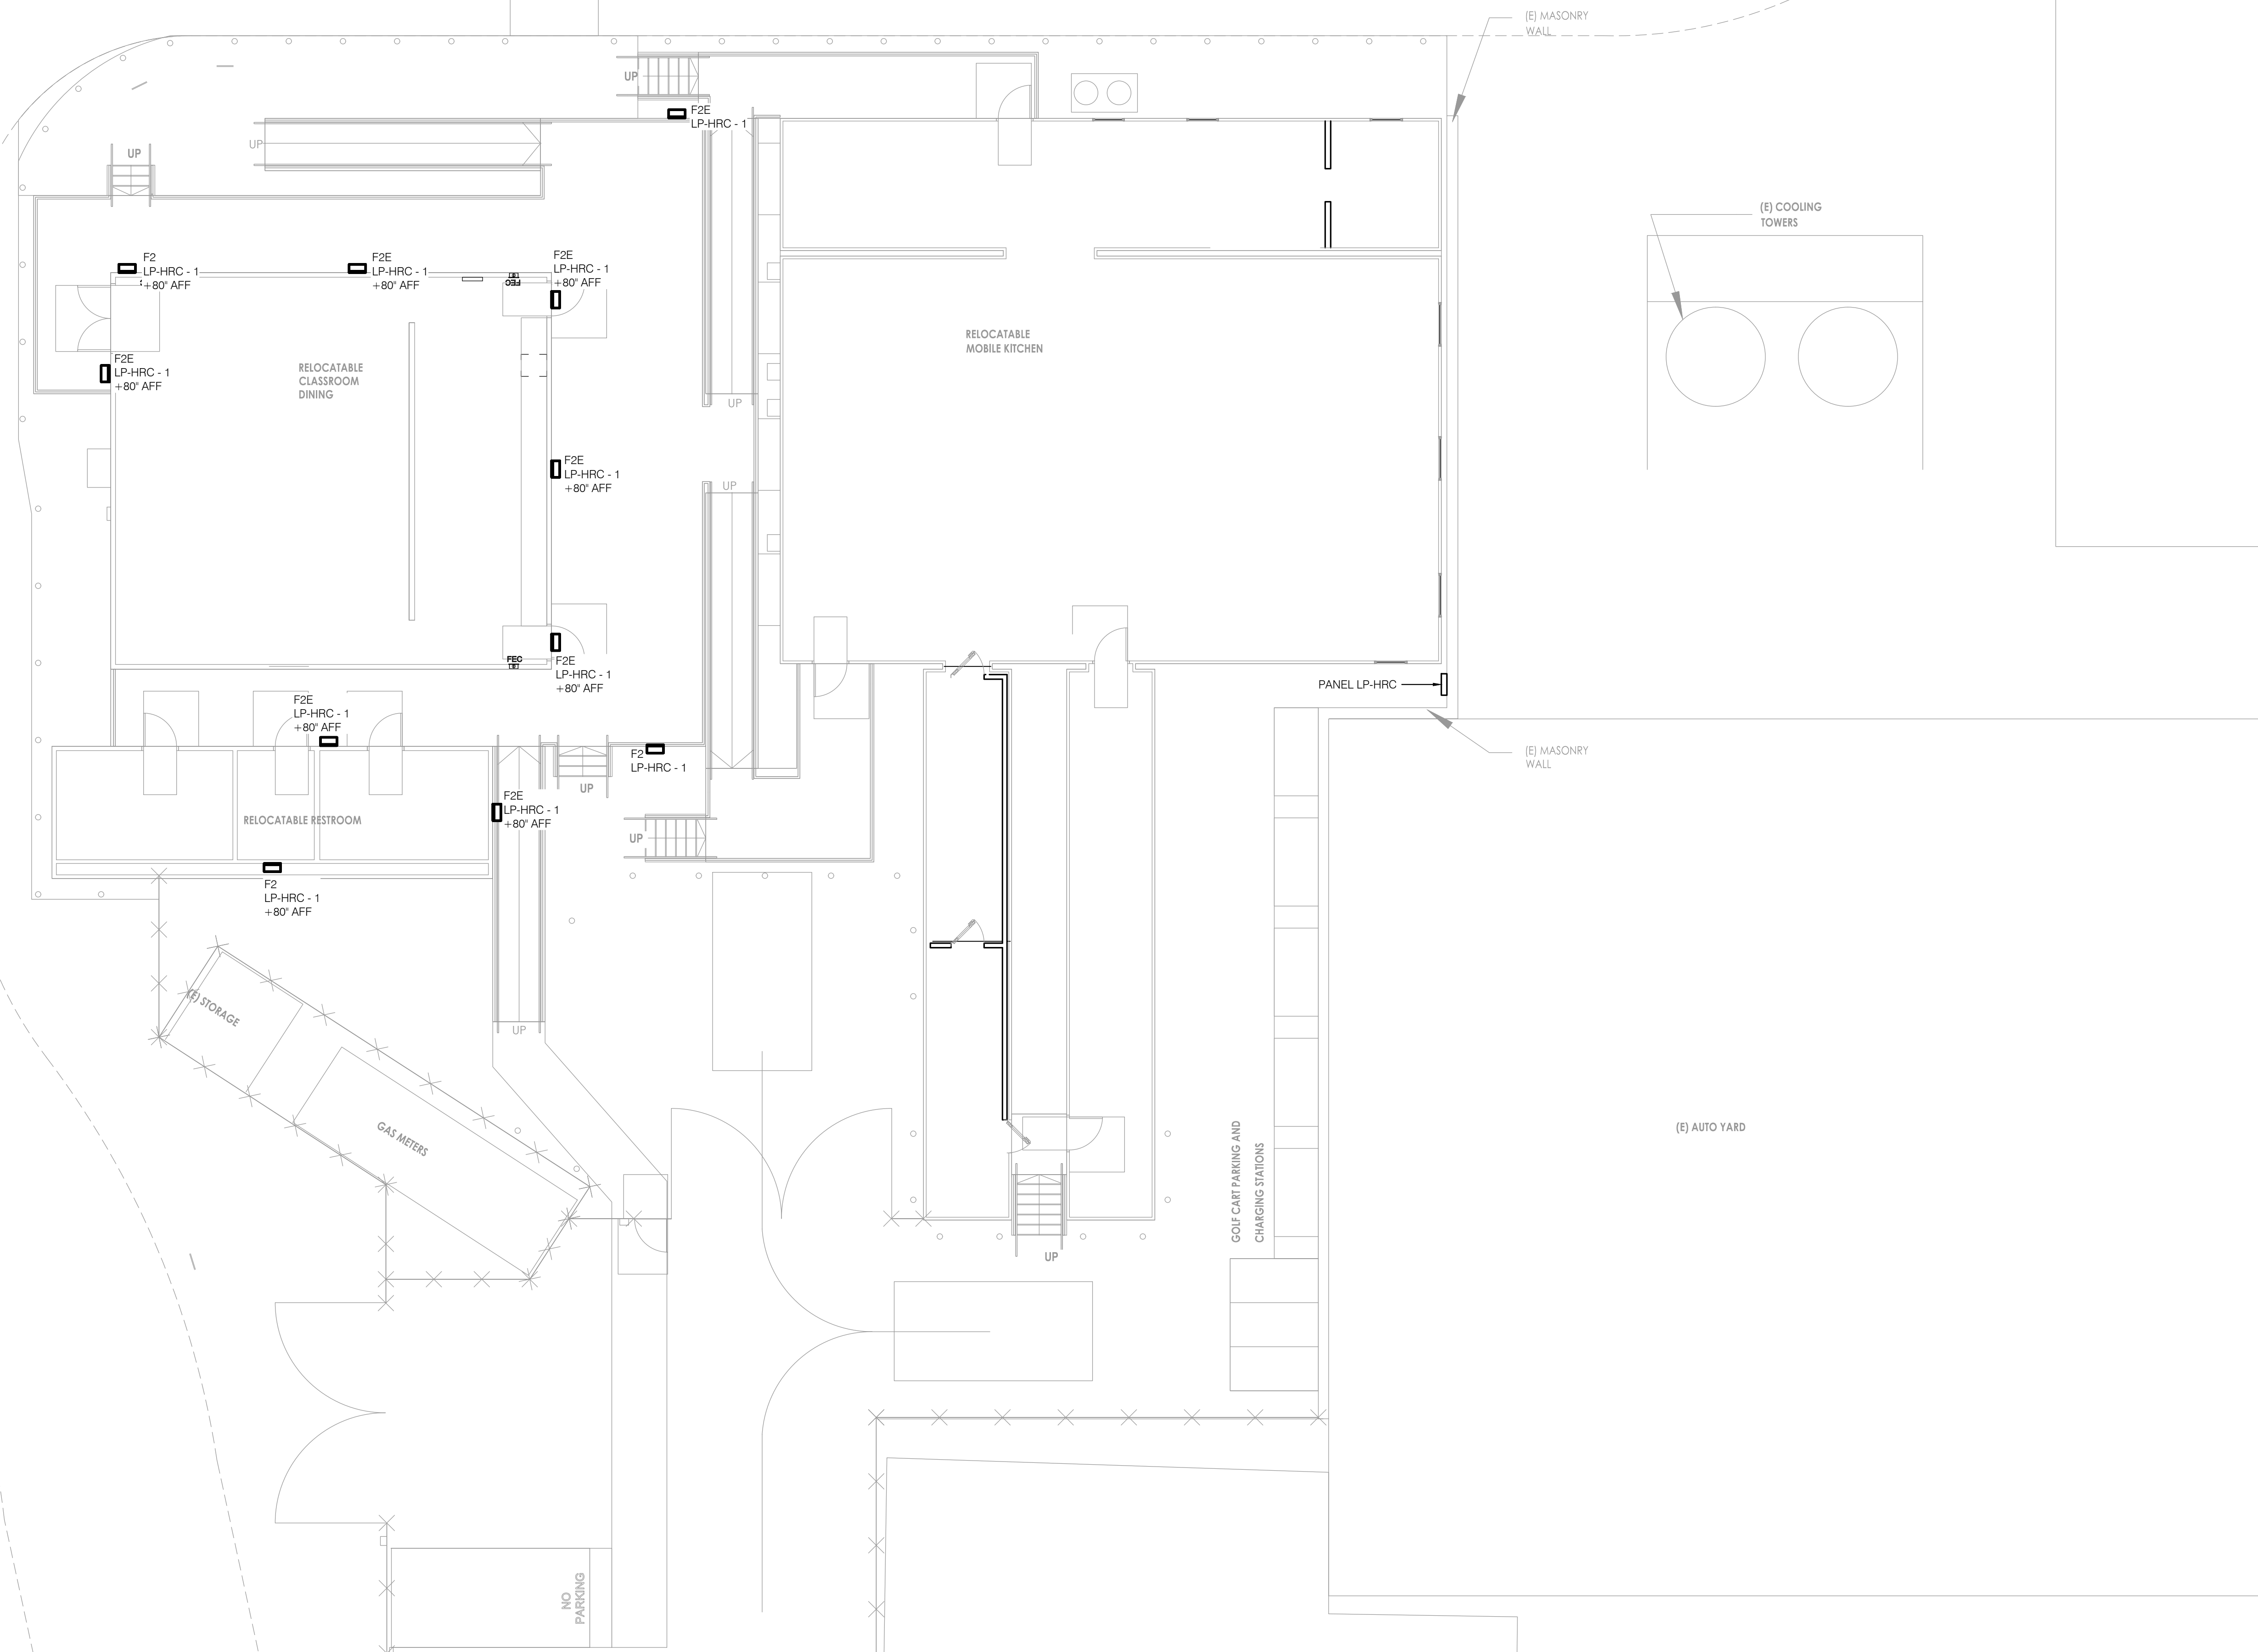 (E) MASONRY
WALL
UP
F2E
LP-HRC - 1
UP
UP
(E) COOLING
TOWERS
F2
LP-HRC - 1
+80" AFF
F2E
LP-HRC - 1
+80" AFF
F2E
LP-HRC - 1
+80" AFF
FEC
RELOCATABLE
MOBILE KITCHEN
F2E
LP-HRC - 1
+80" AFF
RELOCATABLE
CLASSROOM
DINING
UP
F2E
LP-HRC - 1
+80" AFF
UP
FEC
F2E
LP-HRC - 1
+80" AFF
PANEL LP-HRC
F2E
LP-HRC - 1
+80" AFF
F2
LP-HRC - 1
(E) MASONRY
WALL
UP
F2E
LP-HRC - 1
+80" AFF
RELOCATABLE RESTROOM
UP
F2
LP-HRC - 1
+80" AFF
(E) STORAGE
UP
GAS METERS
GOLF CART PARKING AND
CHARGING STATIONS
(E) AUTO YARD
UP
NO
PARKING